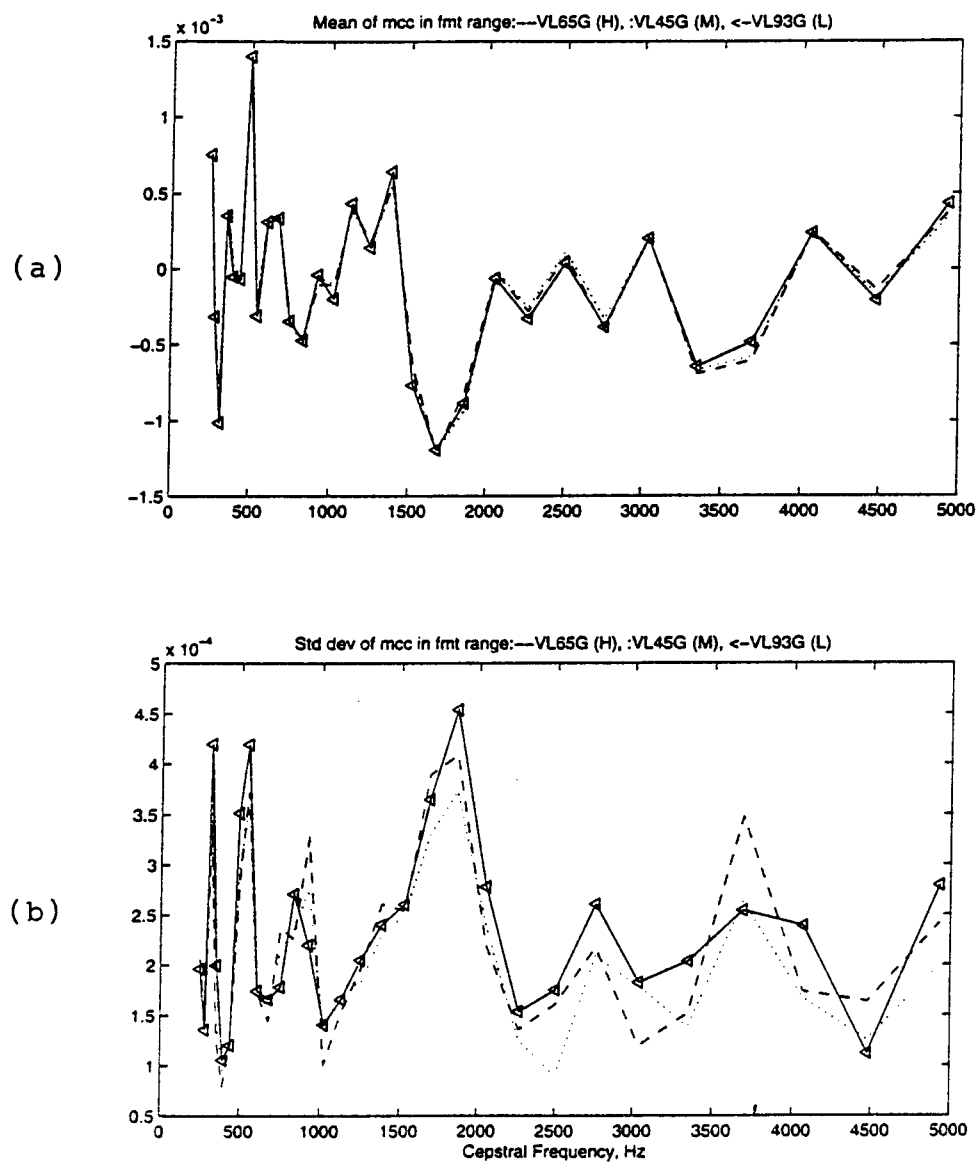 Mean of mcc in fmt range:—VL65G (H), :VL45G (M), <-VL93G (L)
x 10⁻³
1.5
1
0.5
0
−0.5
−1
−1.5
0 500 1000 1500 2000 2500 3000 3500 4000 4500 5000
(a)
Std dev of mcc in fmt range:—VL65G (H), :VL45G (M), <-VL93G (L)
x 10⁻⁴
5
4.5
4
3.5
3
2.5
2
1.5
1
0.5
0 500 1000 1500 2000 2500 3000 3500 4000 4500 5000
Cepstral Frequency, Hz
(b)